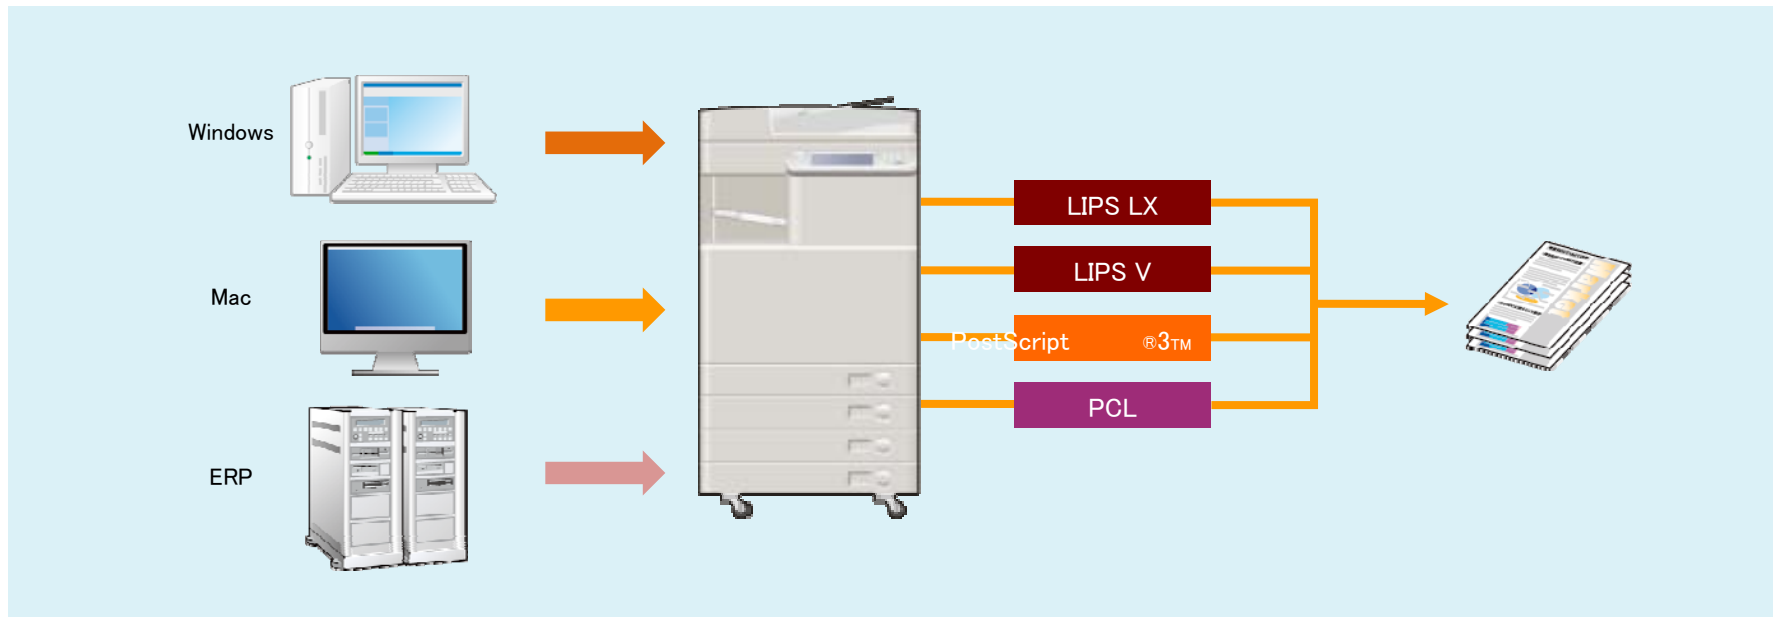 Windows
Mac
ERP
LIPS LX
LIPS V
PostScript ®3TM
PCL